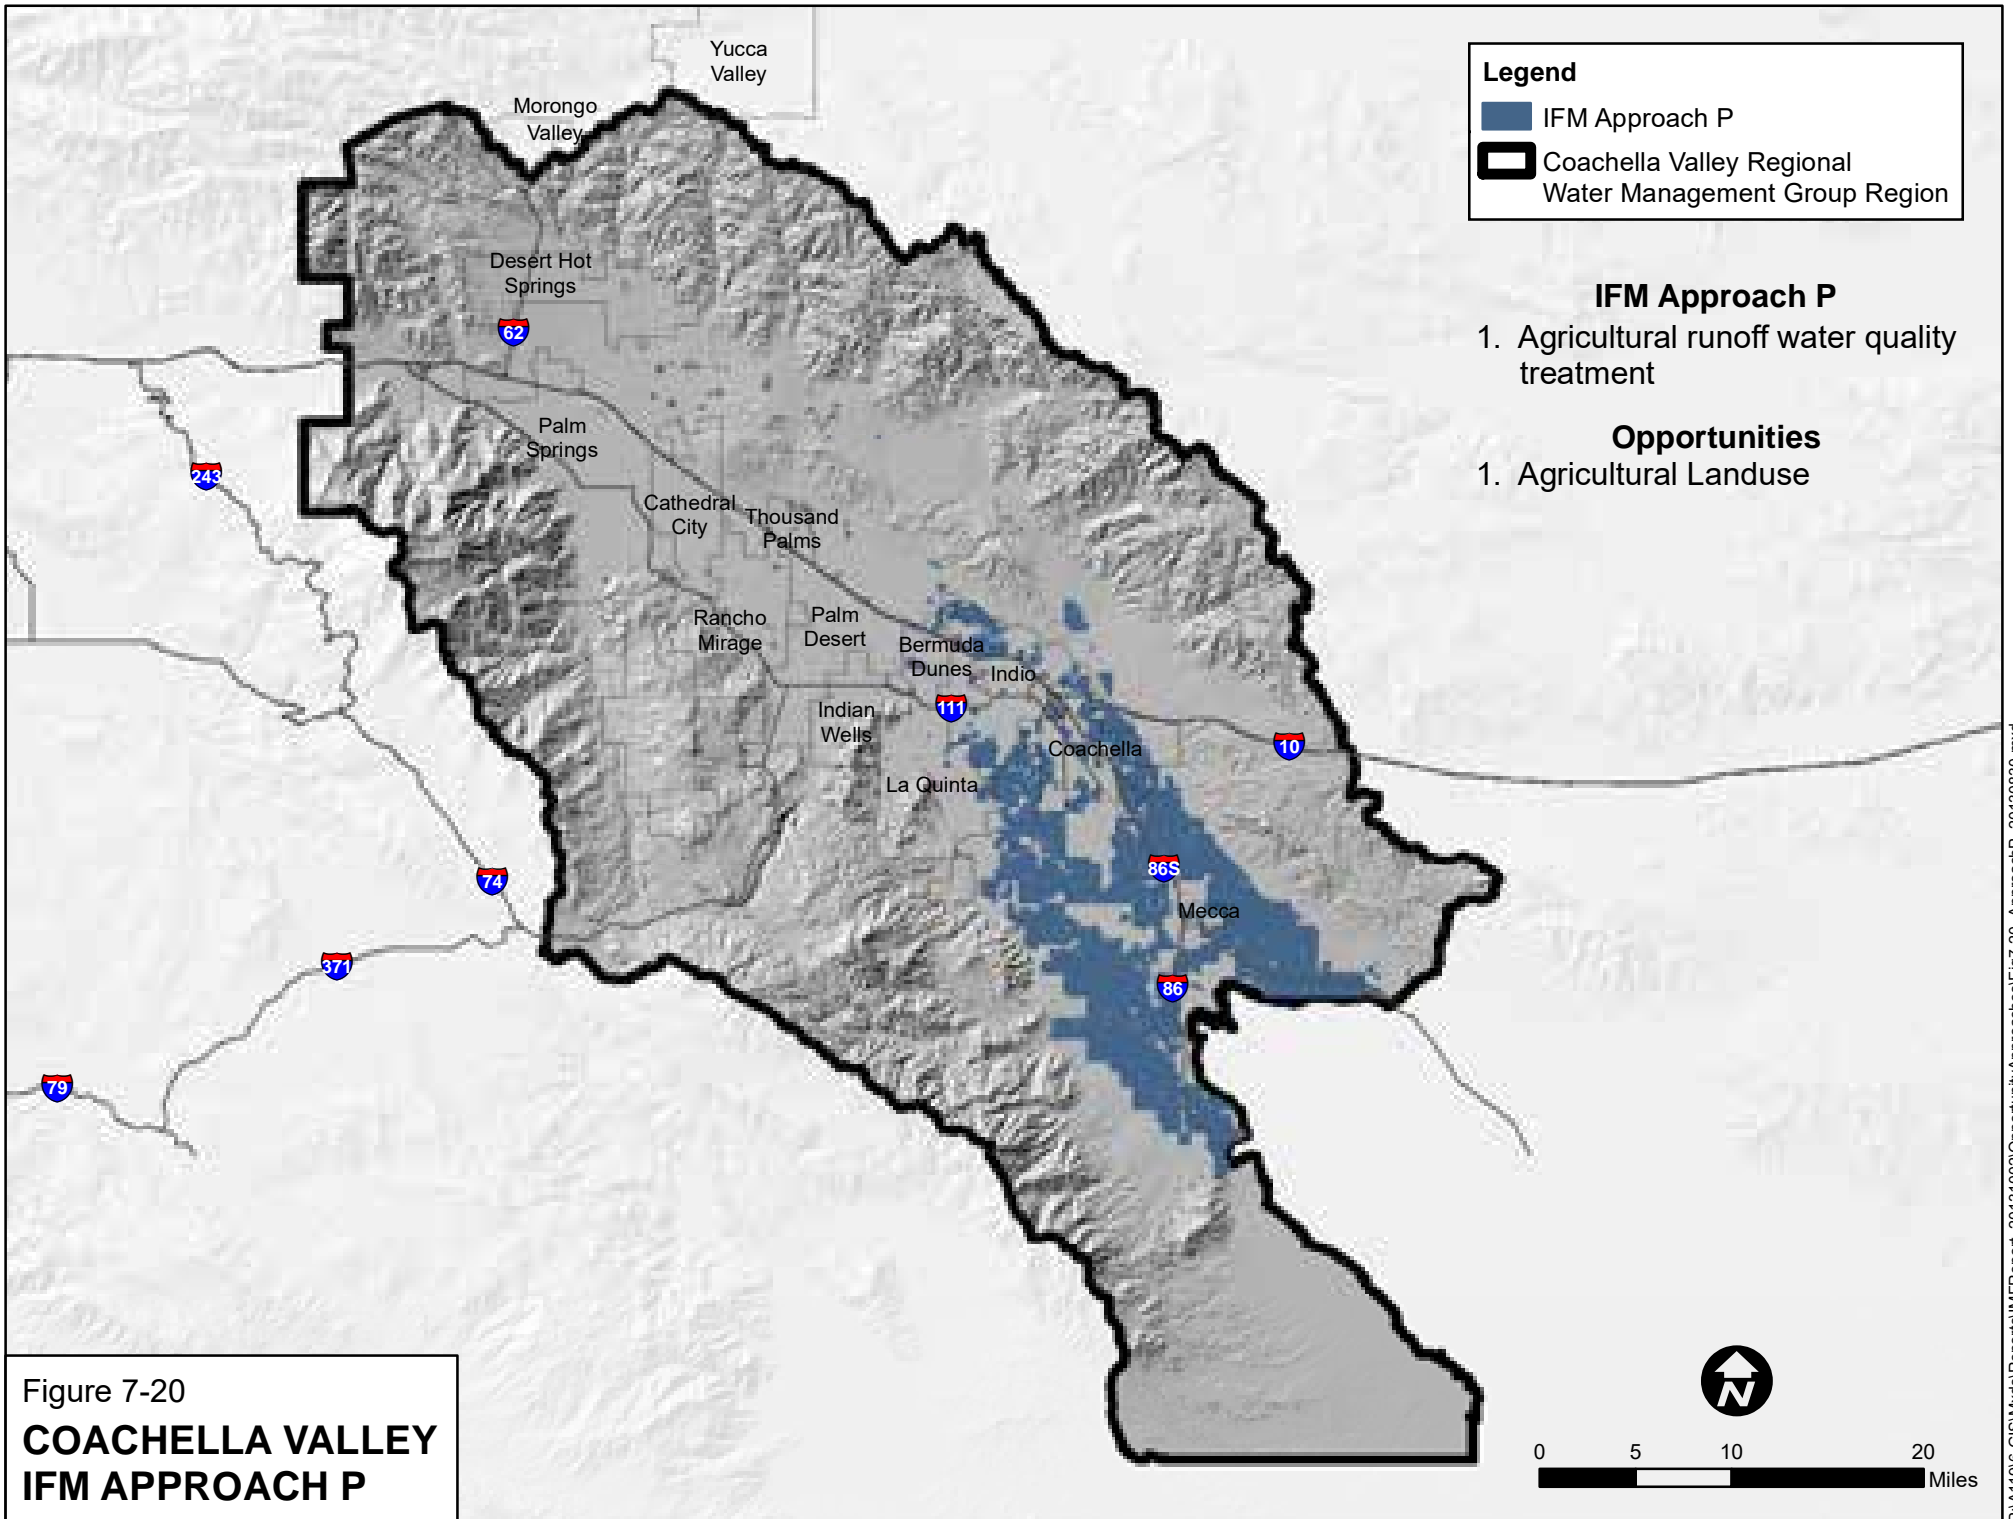 Yucca
Valley
Morongo
Valley
Desert Hot
Springs
62
Palm
Springs
243
Cathedral
City
Thousand
Palms
Rancho
Mirage
Palm
Desert
Bermuda
Dunes
Indio
111
Indian
Wells
Coachella
10
La Quinta
86S
74
Mecca
371
86
79
Legend
IFM Approach P
Coachella Valley Regional
Water Management Group Region
IFM Approach P
1. Agricultural runoff water quality
treatment
Opportunities
1. Agricultural Landuse
N
0 5 10 20
Miles
Figure 7-20
COACHELLA VALLEY
IFM APPROACH P